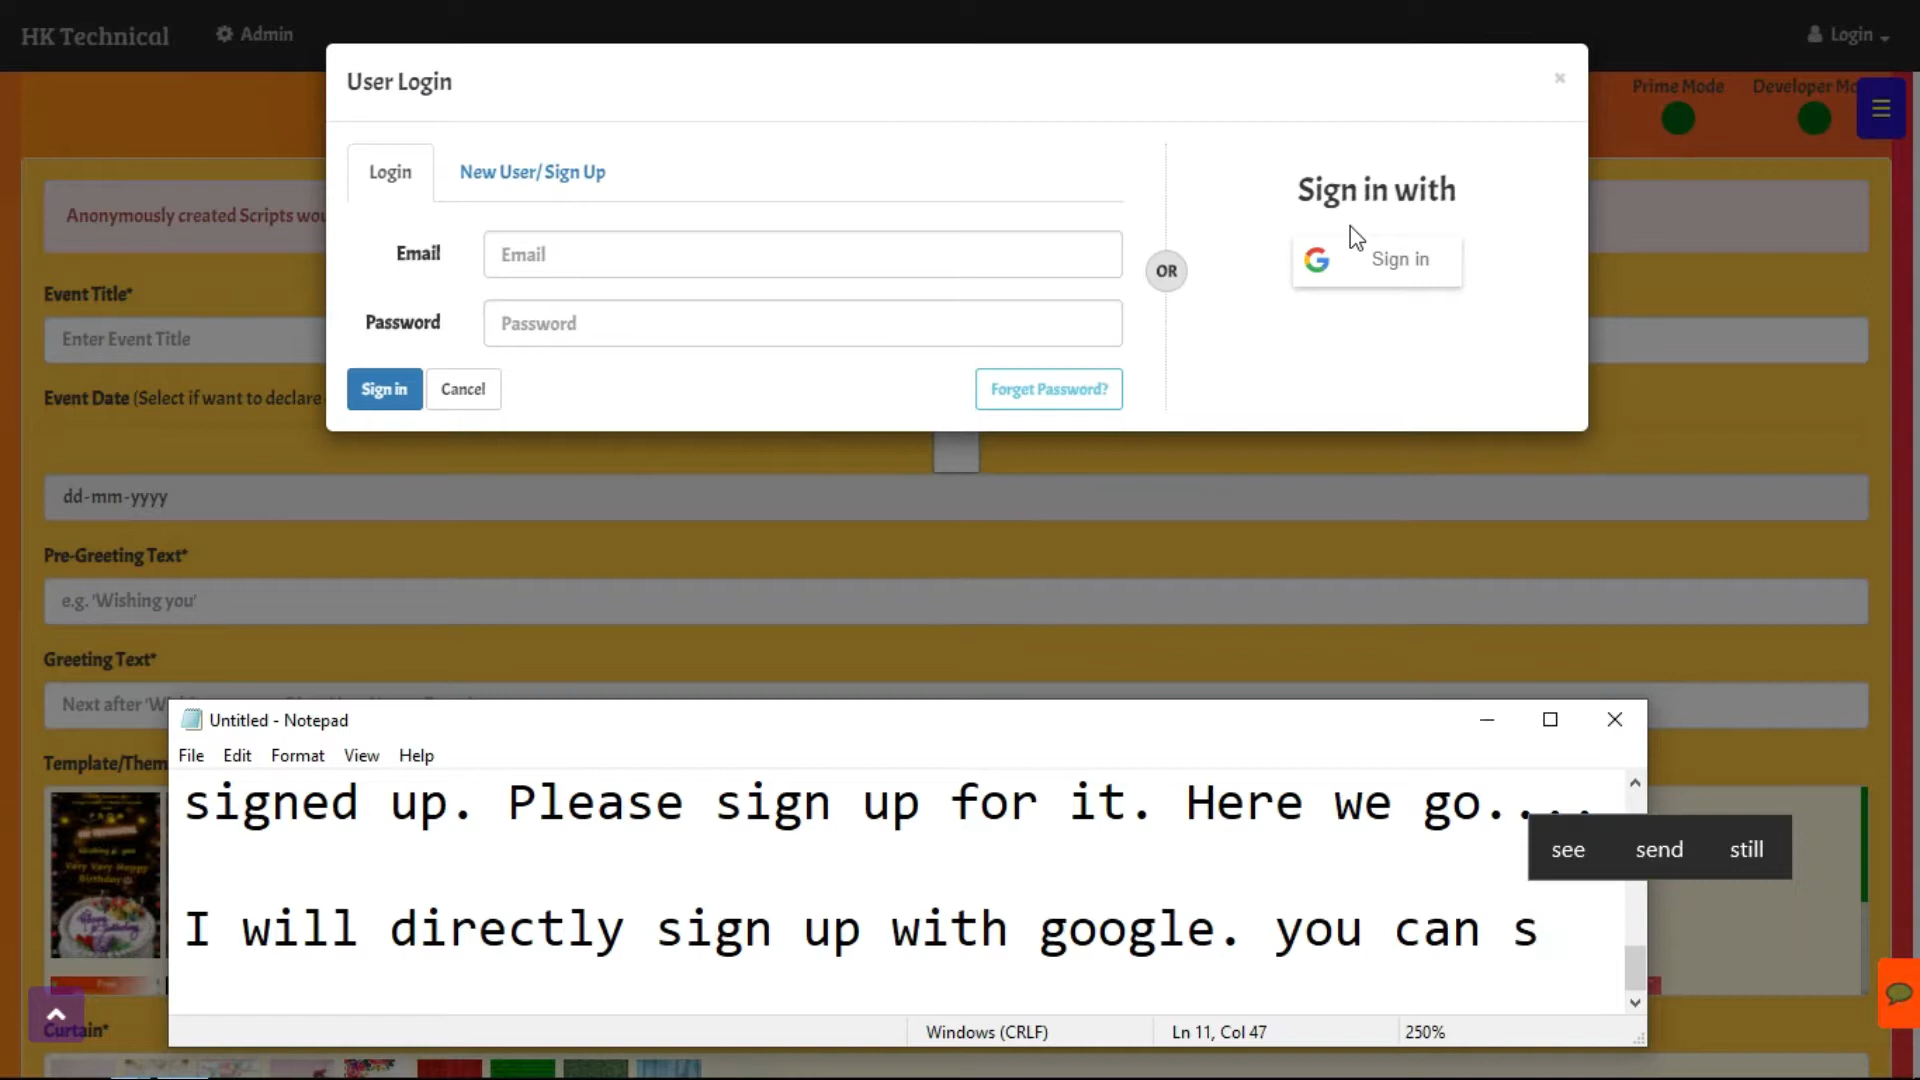 HK Technical
Admin
Login
User Login
×
Prime Mode
Developer Mo
Login
New User/ Sign Up
Sign in with
Anonymously created Scripts wou
Email
Email
OR
Sign in
Event Title*
Password
Password
Enter Event Title
Sign in
Cancel
Forget Password?
Event Date (Select if want to declare
dd-mm-yyyy
Pre-Greeting Text*
e.g. 'Wishing you'
Greeting Text*
Next after
Untitled - Notepad
Template/Them
File Edit Format View Help
signed up. Please sign up for it. Here we go....
see send still
I will directly sign up with google. you can s
Curtain*
Windows (CRLF)
Ln 11, Col 47
250%